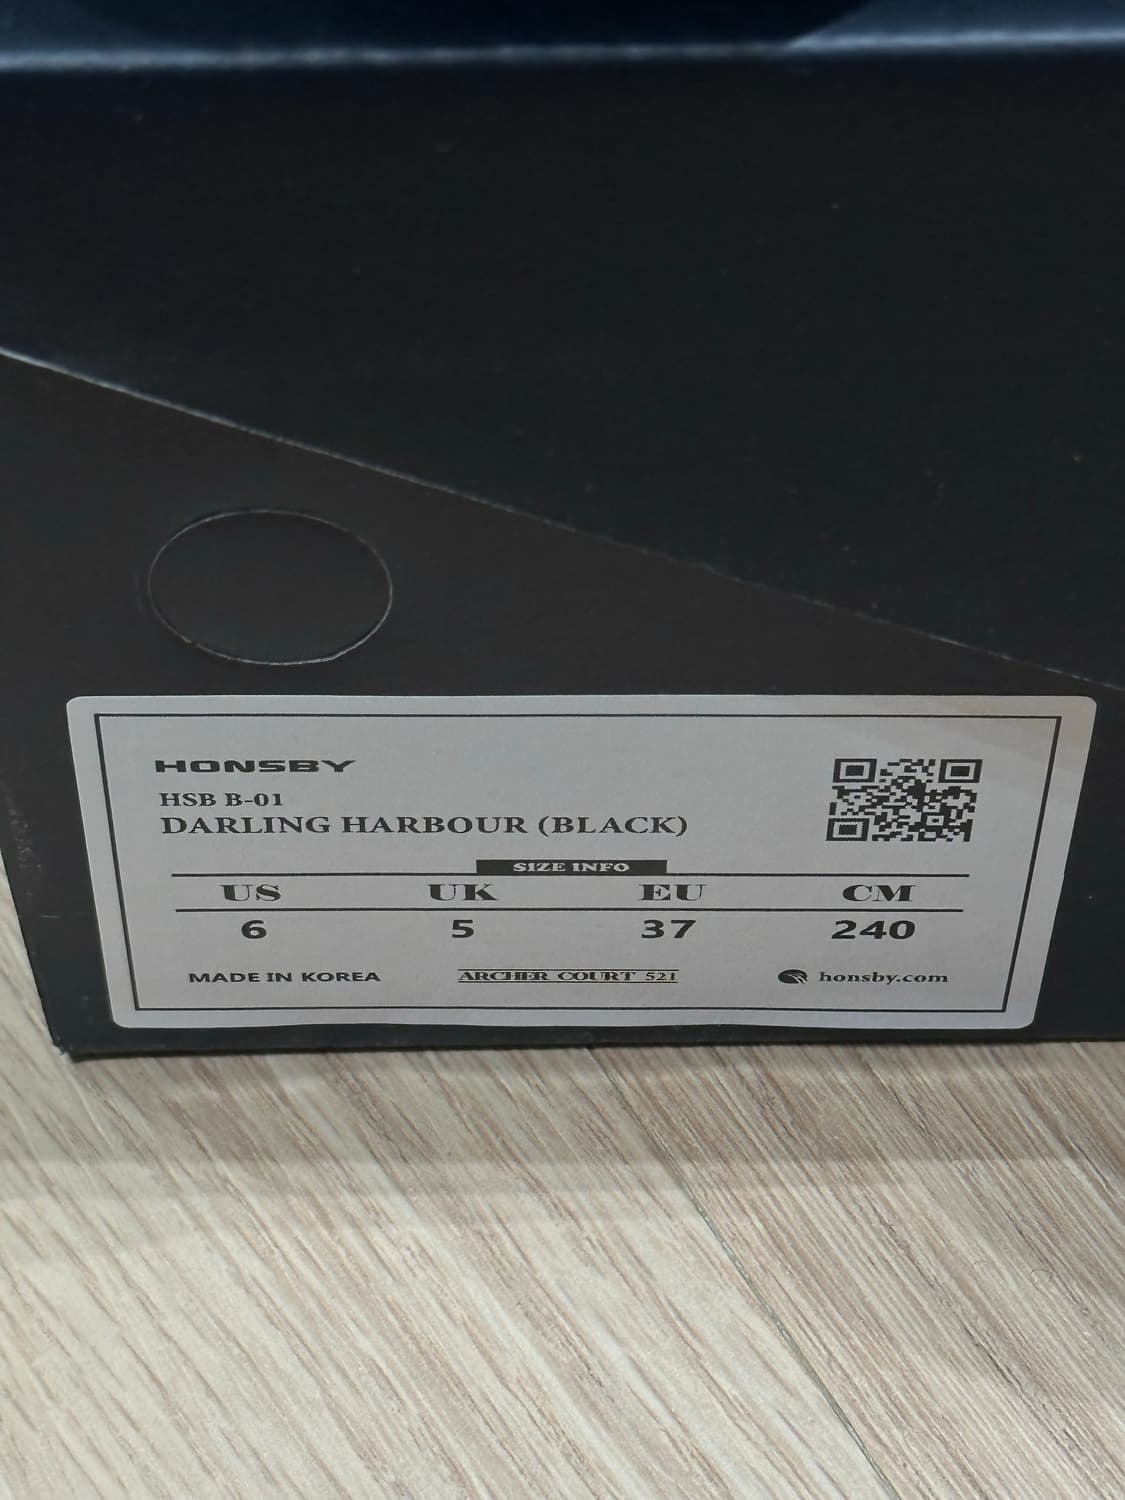 HONSBY
HSB B-01
DARLING HARBOUR (BLACK)
SIZE INFO
US UK EU CM
6 5 37 240
MADE IN KOREA ARCHER COURT 521 honsby.com